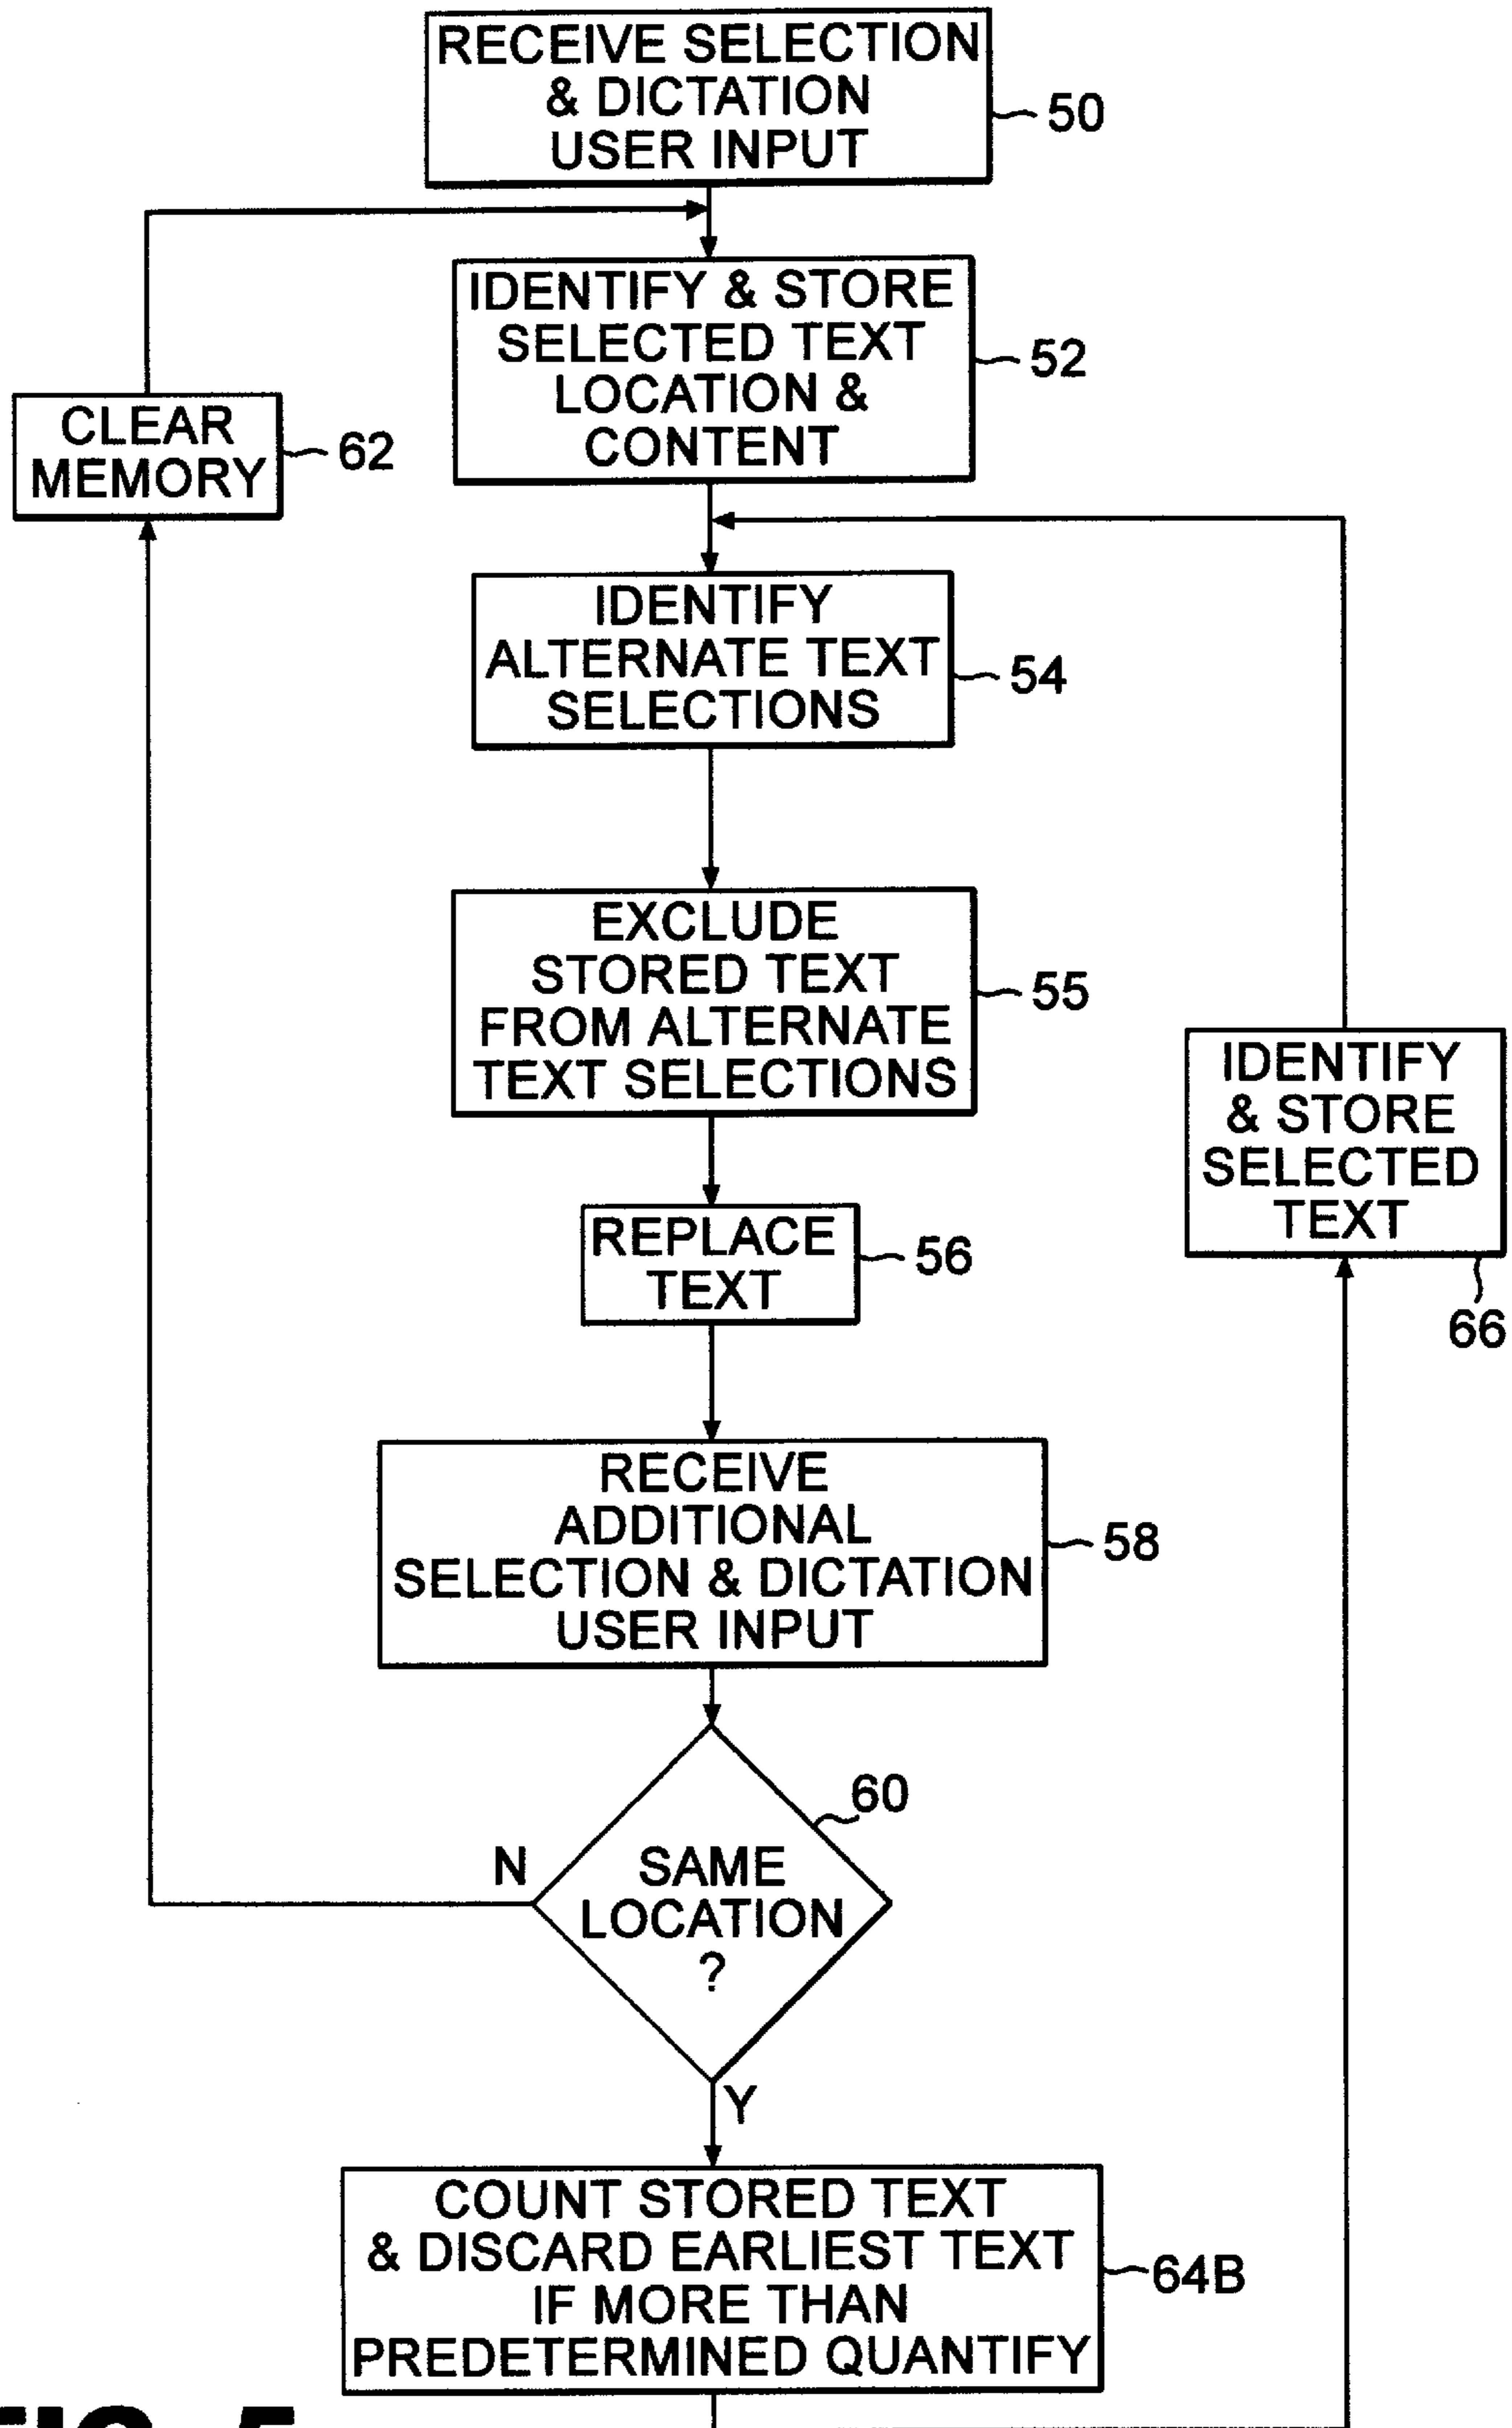 RECEIVE SELECTION
& DICTATION
USER INPUT
50
IDENTIFY & STORE
SELECTED TEXT
LOCATION &
CONTENT
52
CLEAR
MEMORY
62
IDENTIFY
ALTERNATE TEXT
SELECTIONS
54
EXCLUDE
STORED TEXT
FROM ALTERNATE
TEXT SELECTIONS
55
IDENTIFY
& STORE
SELECTED
TEXT
66
REPLACE
TEXT
56
RECEIVE
ADDITIONAL
SELECTION & DICTATION
USER INPUT
58
60
N
SAME
LOCATION
?
Y
COUNT STORED TEXT
& DISCARD EARLIEST TEXT
IF MORE THAN
PREDETERMINED QUANTIFY
64B